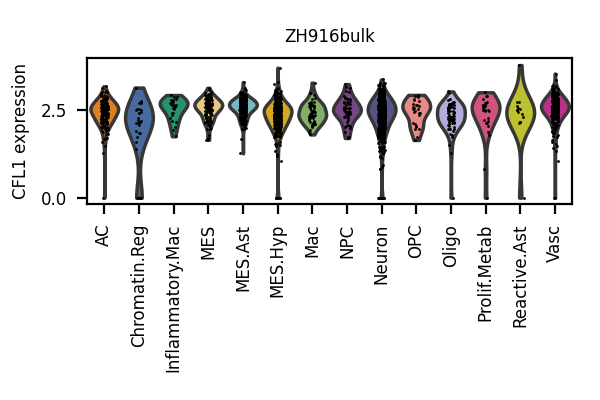 ZH916bulk
CFL1 expression
2.5
0.0
AC
Chromatin.Reg
Inflammatory.Mac
MES
MES.Ast
MES.Hyp
Mac
NPC
Neuron
OPC
Oligo
Prolif.Metab
Reactive.Ast
Vasc